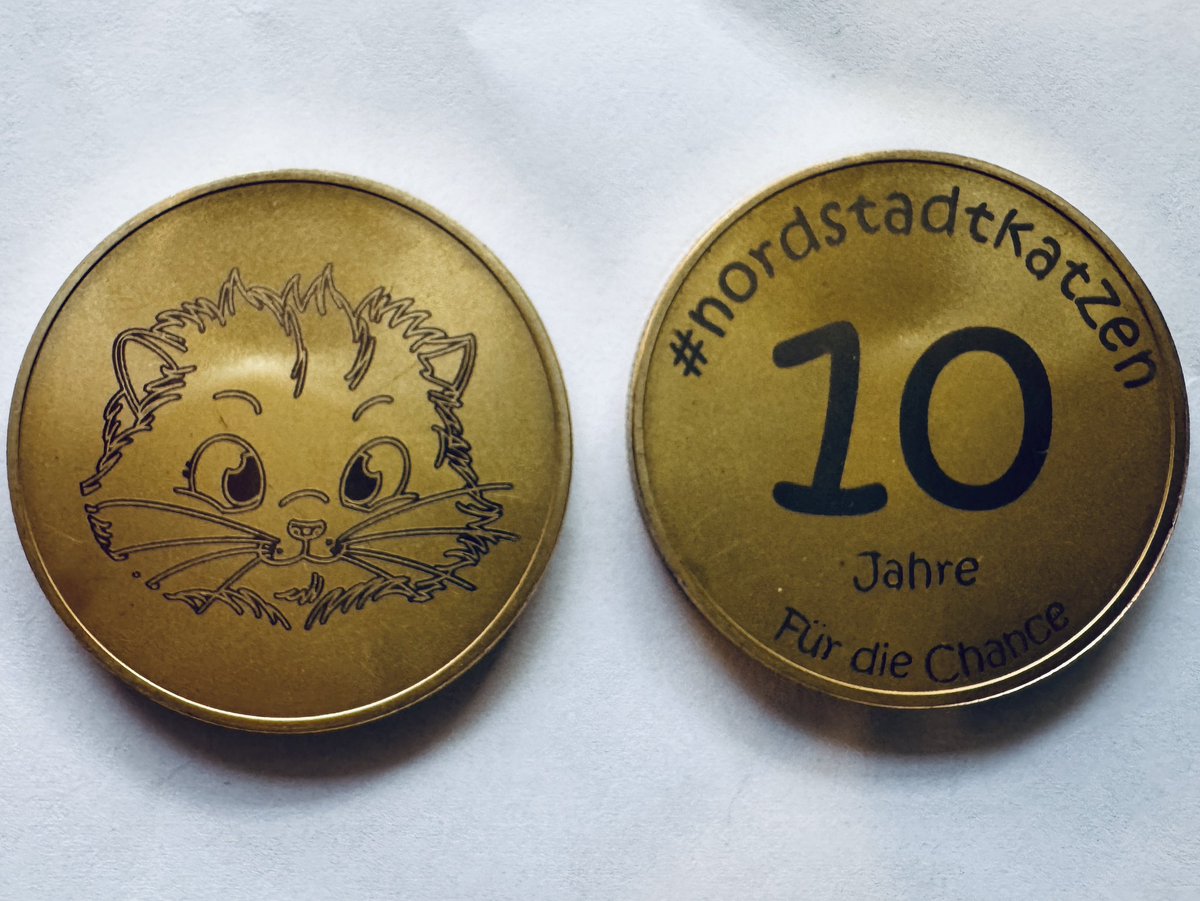 #nordstadtkatzen
10
Jahre
Für die Chance